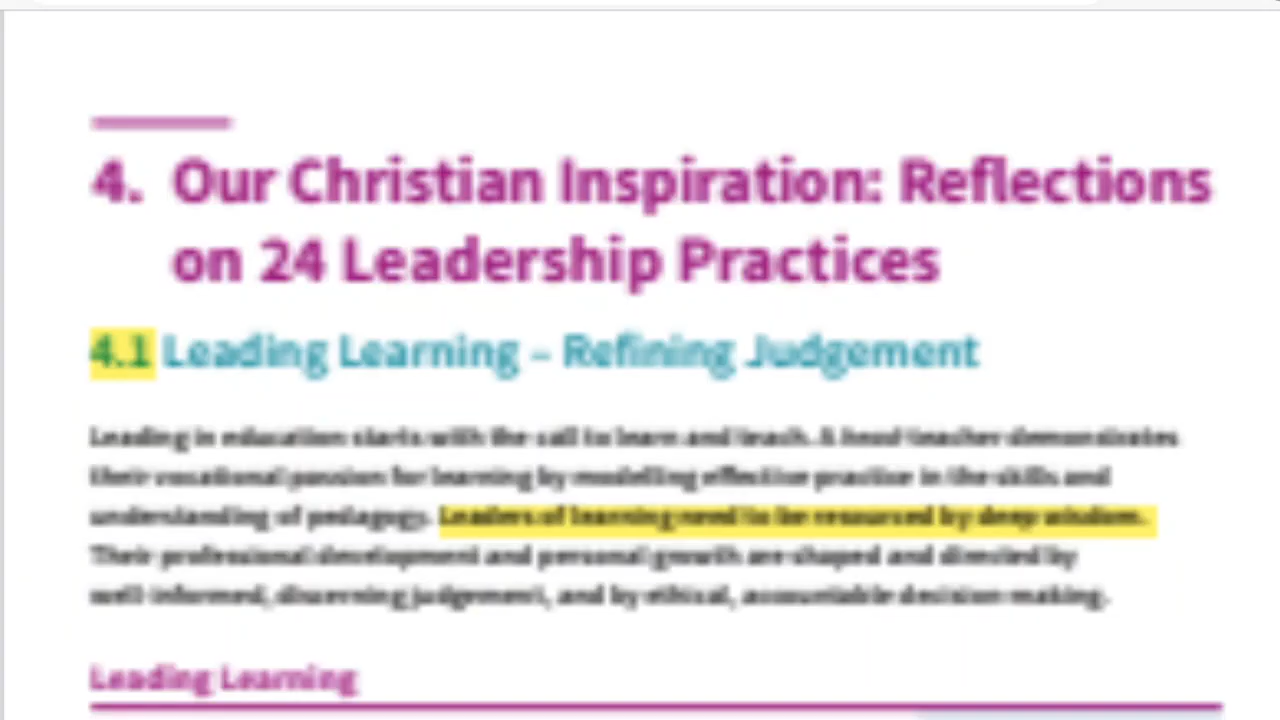 4. Our Christian Inspiration: Reflections
on 24 Leadership Practices
4.1 Leading Learning – Refining Judgement
Leading in education starts with the call to learn and teach. A head teacher demonstrates
their vocational passion for learning by modelling effective practice in the skills and
understanding of pedagogy. Leaders of learning need to be resourced by deep wisdom.
Their professional development and personal growth are shaped and directed by
well-informed, discerning judgement, and by ethical, accountable decision-making.
Leading Learning